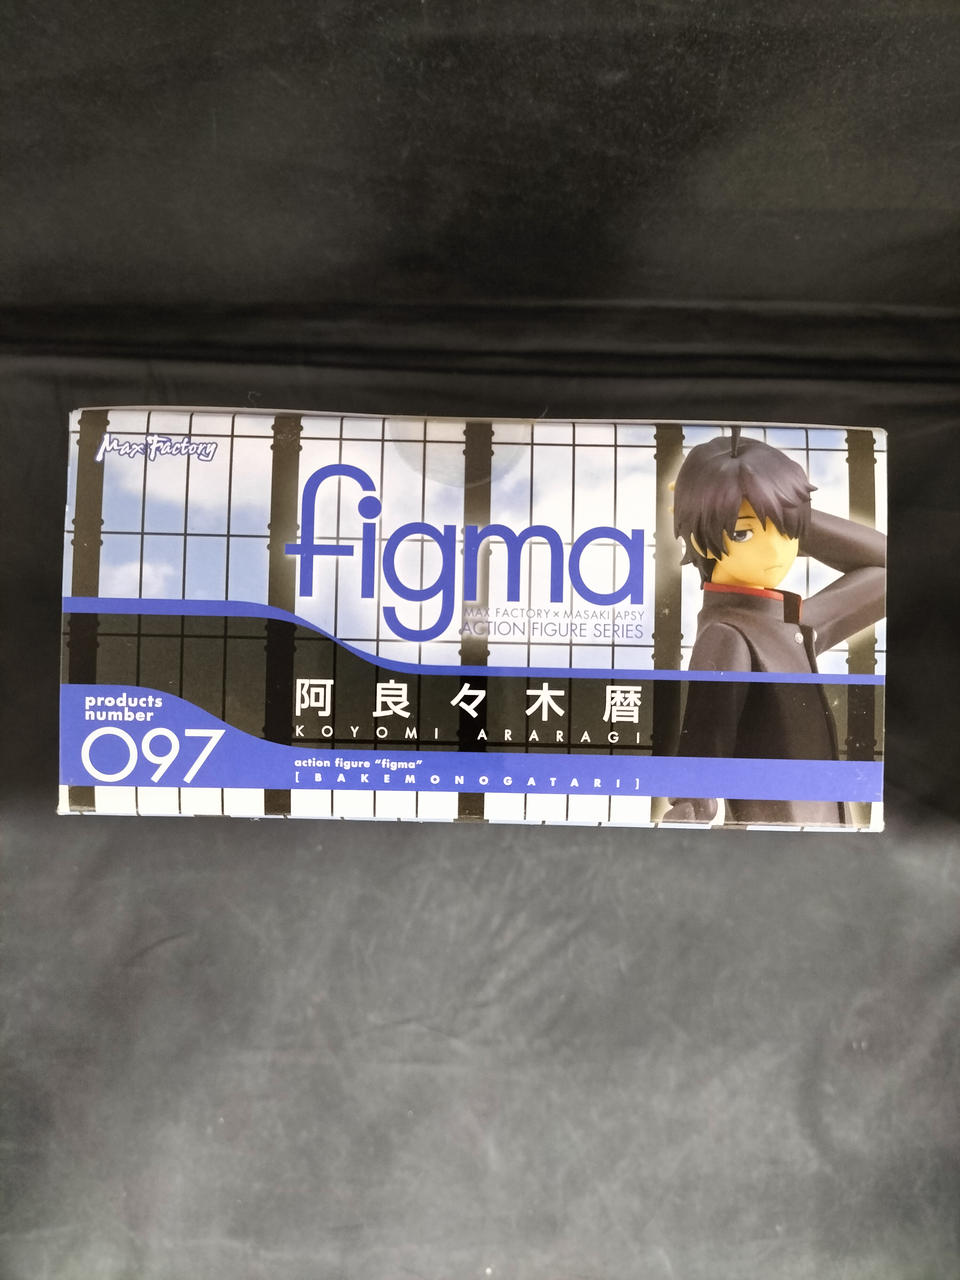 Max Factory
figma
MAX FACTORY × MASAKI APSY
ACTION FIGURE SERIES
阿良々木暦
KOYOMI ARARAGI
products
number
097
action figure "figma"
[BAKEMONOGATARI]